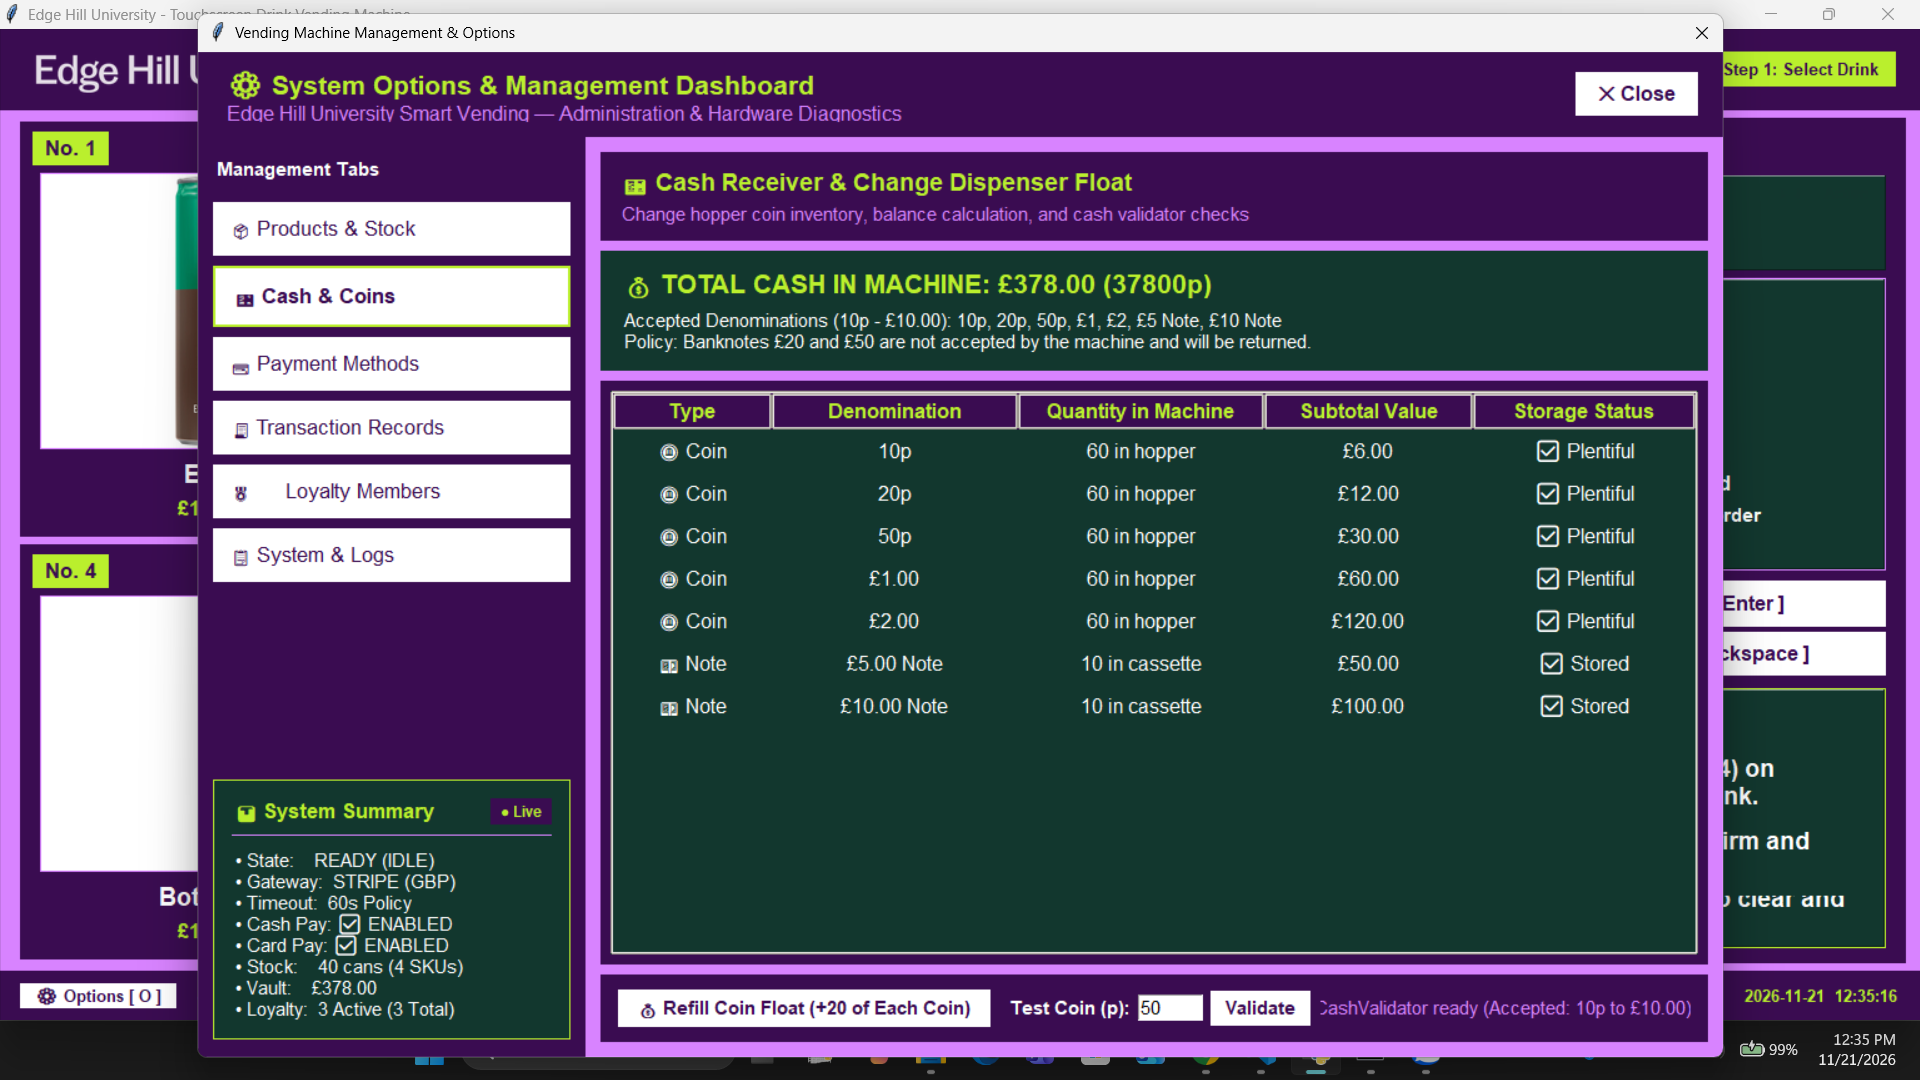 Edge Hill University - Touchscreen Drink Vending Machine
Vending Machine Management & Options
Edge Hill
System Options & Management Dashboard
Edge Hill University Smart Vending — Administration & Hardware Diagnostics
Close
Step 1: Select Drink
No. 1
£1
No. 4
£1
Management Tabs
Products & Stock
Cash & Coins
Payment Methods
Transaction Records
Loyalty Members
System & Logs
System Summary
• Live
• State: READY (IDLE)
• Gateway: STRIPE (GBP)
• Timeout: 60s Policy
• Cash Pay: ☑ ENABLED
• Card Pay: ☑ ENABLED
• Stock: 40 cans (4 SKUs)
• Vault: £378.00
• Loyalty: 3 Active (3 Total)
Cash Receiver & Change Dispenser Float
Change hopper coin inventory, balance calculation, and cash validator checks
TOTAL CASH IN MACHINE: £378.00 (37800p)
Accepted Denominations (10p - £10.00): 10p, 20p, 50p, £1, £2, £5 Note, £10 Note
Policy: Banknotes £20 and £50 are not accepted by the machine and will be returned.
Type Denomination Quantity in Machine Subtotal Value Storage Status
Coin 10p 60 in hopper £6.00 ☑ Plentiful
Coin 20p 60 in hopper £12.00 ☑ Plentiful
Coin 50p 60 in hopper £30.00 ☑ Plentiful
Coin £1.00 60 in hopper £60.00 ☑ Plentiful
Coin £2.00 60 in hopper £120.00 ☑ Plentiful
Note £5.00 Note 10 in cassette £50.00 ☑ Stored
Note £10.00 Note 10 in cassette £100.00 ☑ Stored
Refill Coin Float (+20 of Each Coin)
Test Coin (p): 50
Validate
CashValidator ready (Accepted: 10p to £10.00)
rder
Enter ]
ckspace ]
4) on
nk.
irm and
clear and
Options [ O ]
2026-11-21 12:35:16
99%
12:35 PM
11/21/2026